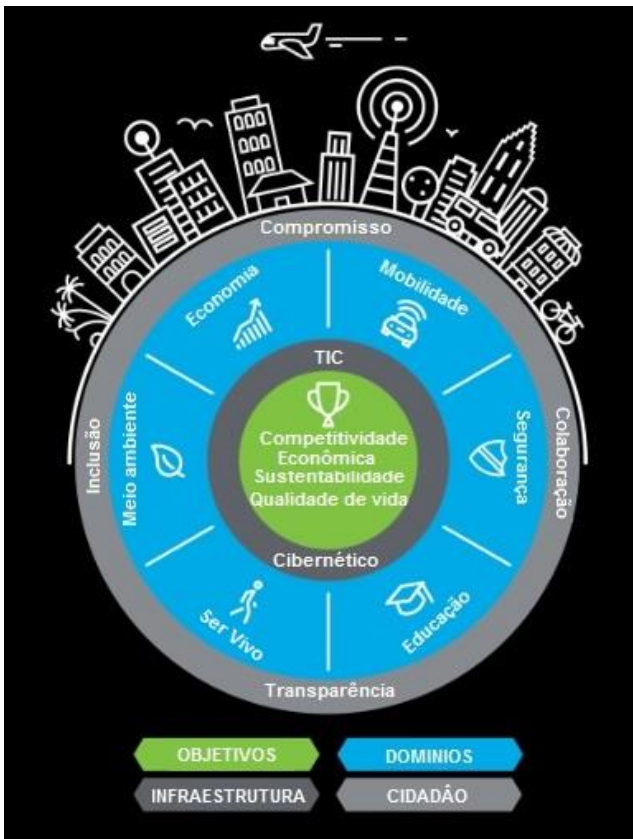 Compromisso
Economia
Mobilidade
TIC
Inclusão
Meio ambiente
Competitividade
Econômica
Sustentabilidade
Qualidade de vida
Segurança
Colaboração
Cibernético
Ser Vivo
Educação
Transparência
OBJETIVOS
DOMINIOS
INFRAESTRUTURA
CIDADÂO